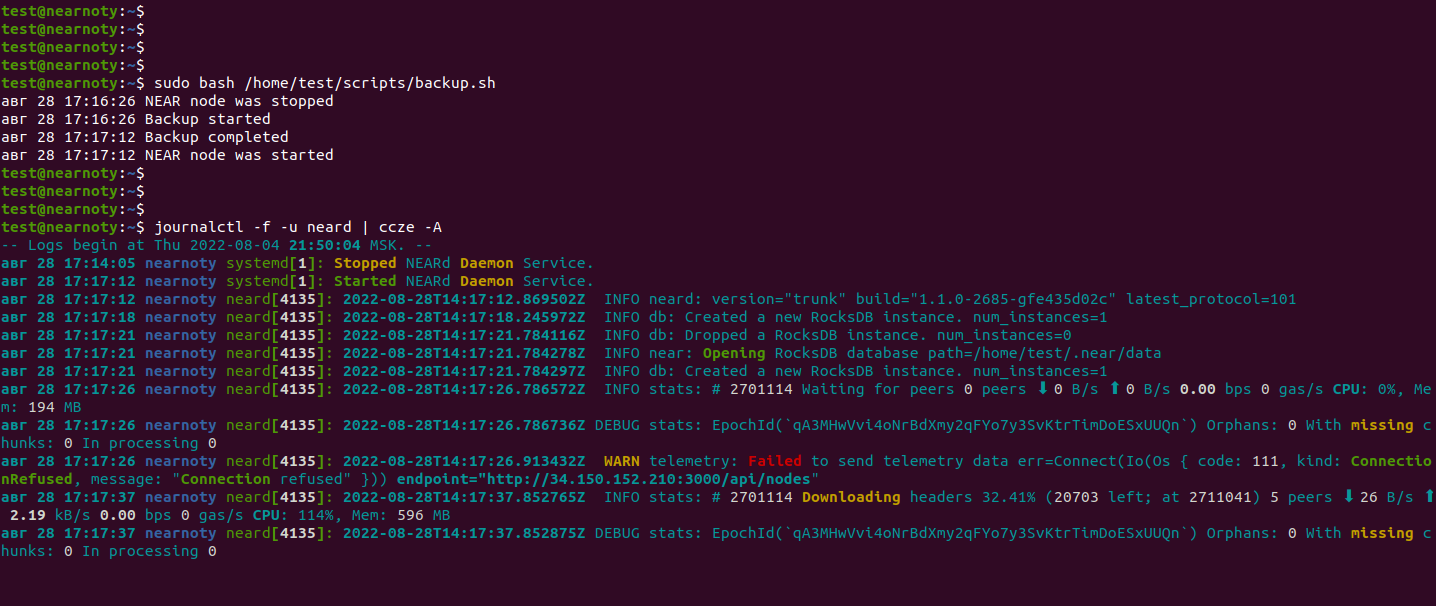 test@nearnoty:~$
test@nearnoty:~$
test@nearnoty:~$
test@nearnoty:~$
test@nearnoty:~$ sudo bash /home/test/scripts/backup.sh
авг 28 17:16:26 NEAR node was stopped
авг 28 17:16:26 Backup started
авг 28 17:17:12 Backup completed
авг 28 17:17:12 NEAR node was started
test@nearnoty:~$
test@nearnoty:~$
test@nearnoty:~$
test@nearnoty:~$ journalctl -f -u neard | ccze -A
-- Logs begin at Thu 2022-08-04 21:50:04 MSK. --
авг 28 17:14:05 nearnoty systemd[1]: Stopped NEARd Daemon Service.
авг 28 17:17:12 nearnoty systemd[1]: Started NEARd Daemon Service.
авг 28 17:17:12 nearnoty neard[4135]: 2022-08-28T14:17:12.869502Z  INFO neard: version="trunk" build="1.1.0-2685-gfe435d02c" latest_protocol=101
авг 28 17:17:18 nearnoty neard[4135]: 2022-08-28T14:17:18.245972Z  INFO db: Created a new RocksDB instance. num_instances=1
авг 28 17:17:21 nearnoty neard[4135]: 2022-08-28T14:17:21.784116Z  INFO db: Dropped a RocksDB instance. num_instances=0
авг 28 17:17:21 nearnoty neard[4135]: 2022-08-28T14:17:21.784278Z  INFO near: Opening RocksDB database path=/home/test/.near/data
авг 28 17:17:21 nearnoty neard[4135]: 2022-08-28T14:17:21.784297Z  INFO db: Created a new RocksDB instance. num_instances=1
авг 28 17:17:26 nearnoty neard[4135]: 2022-08-28T14:17:26.786572Z  INFO stats: # 2701114 Waiting for peers 0 peers ⬇ 0 B/s ⬆ 0 B/s 0.00 bps 0 gas/s CPU: 0%, Me
m: 194 MB
авг 28 17:17:26 nearnoty neard[4135]: 2022-08-28T14:17:26.786736Z DEBUG stats: EpochId(`qA3MHwVvi4oNrBdXmy2qFYo7y3SvKtrTimDoESxUUQn`) Orphans: 0 With missing c
hunks: 0 In processing 0
авг 28 17:17:26 nearnoty neard[4135]: 2022-08-28T14:17:26.913432Z  WARN telemetry: Failed to send telemetry data err=Connect(Io(Os { code: 111, kind: Connectio
nRefused, message: "Connection refused" })) endpoint="http://34.150.152.210:3000/api/nodes"
авг 28 17:17:37 nearnoty neard[4135]: 2022-08-28T14:17:37.852765Z  INFO stats: # 2701114 Downloading headers 32.41% (20703 left; at 2711041) 5 peers ⬇ 26 B/s ⬆
2.19 kB/s 0.00 bps 0 gas/s CPU: 114%, Mem: 596 MB
авг 28 17:17:37 nearnoty neard[4135]: 2022-08-28T14:17:37.852875Z DEBUG stats: EpochId(`qA3MHwVvi4oNrBdXmy2qFYo7y3SvKtrTimDoESxUUQn`) Orphans: 0 With missing c
hunks: 0 In processing 0